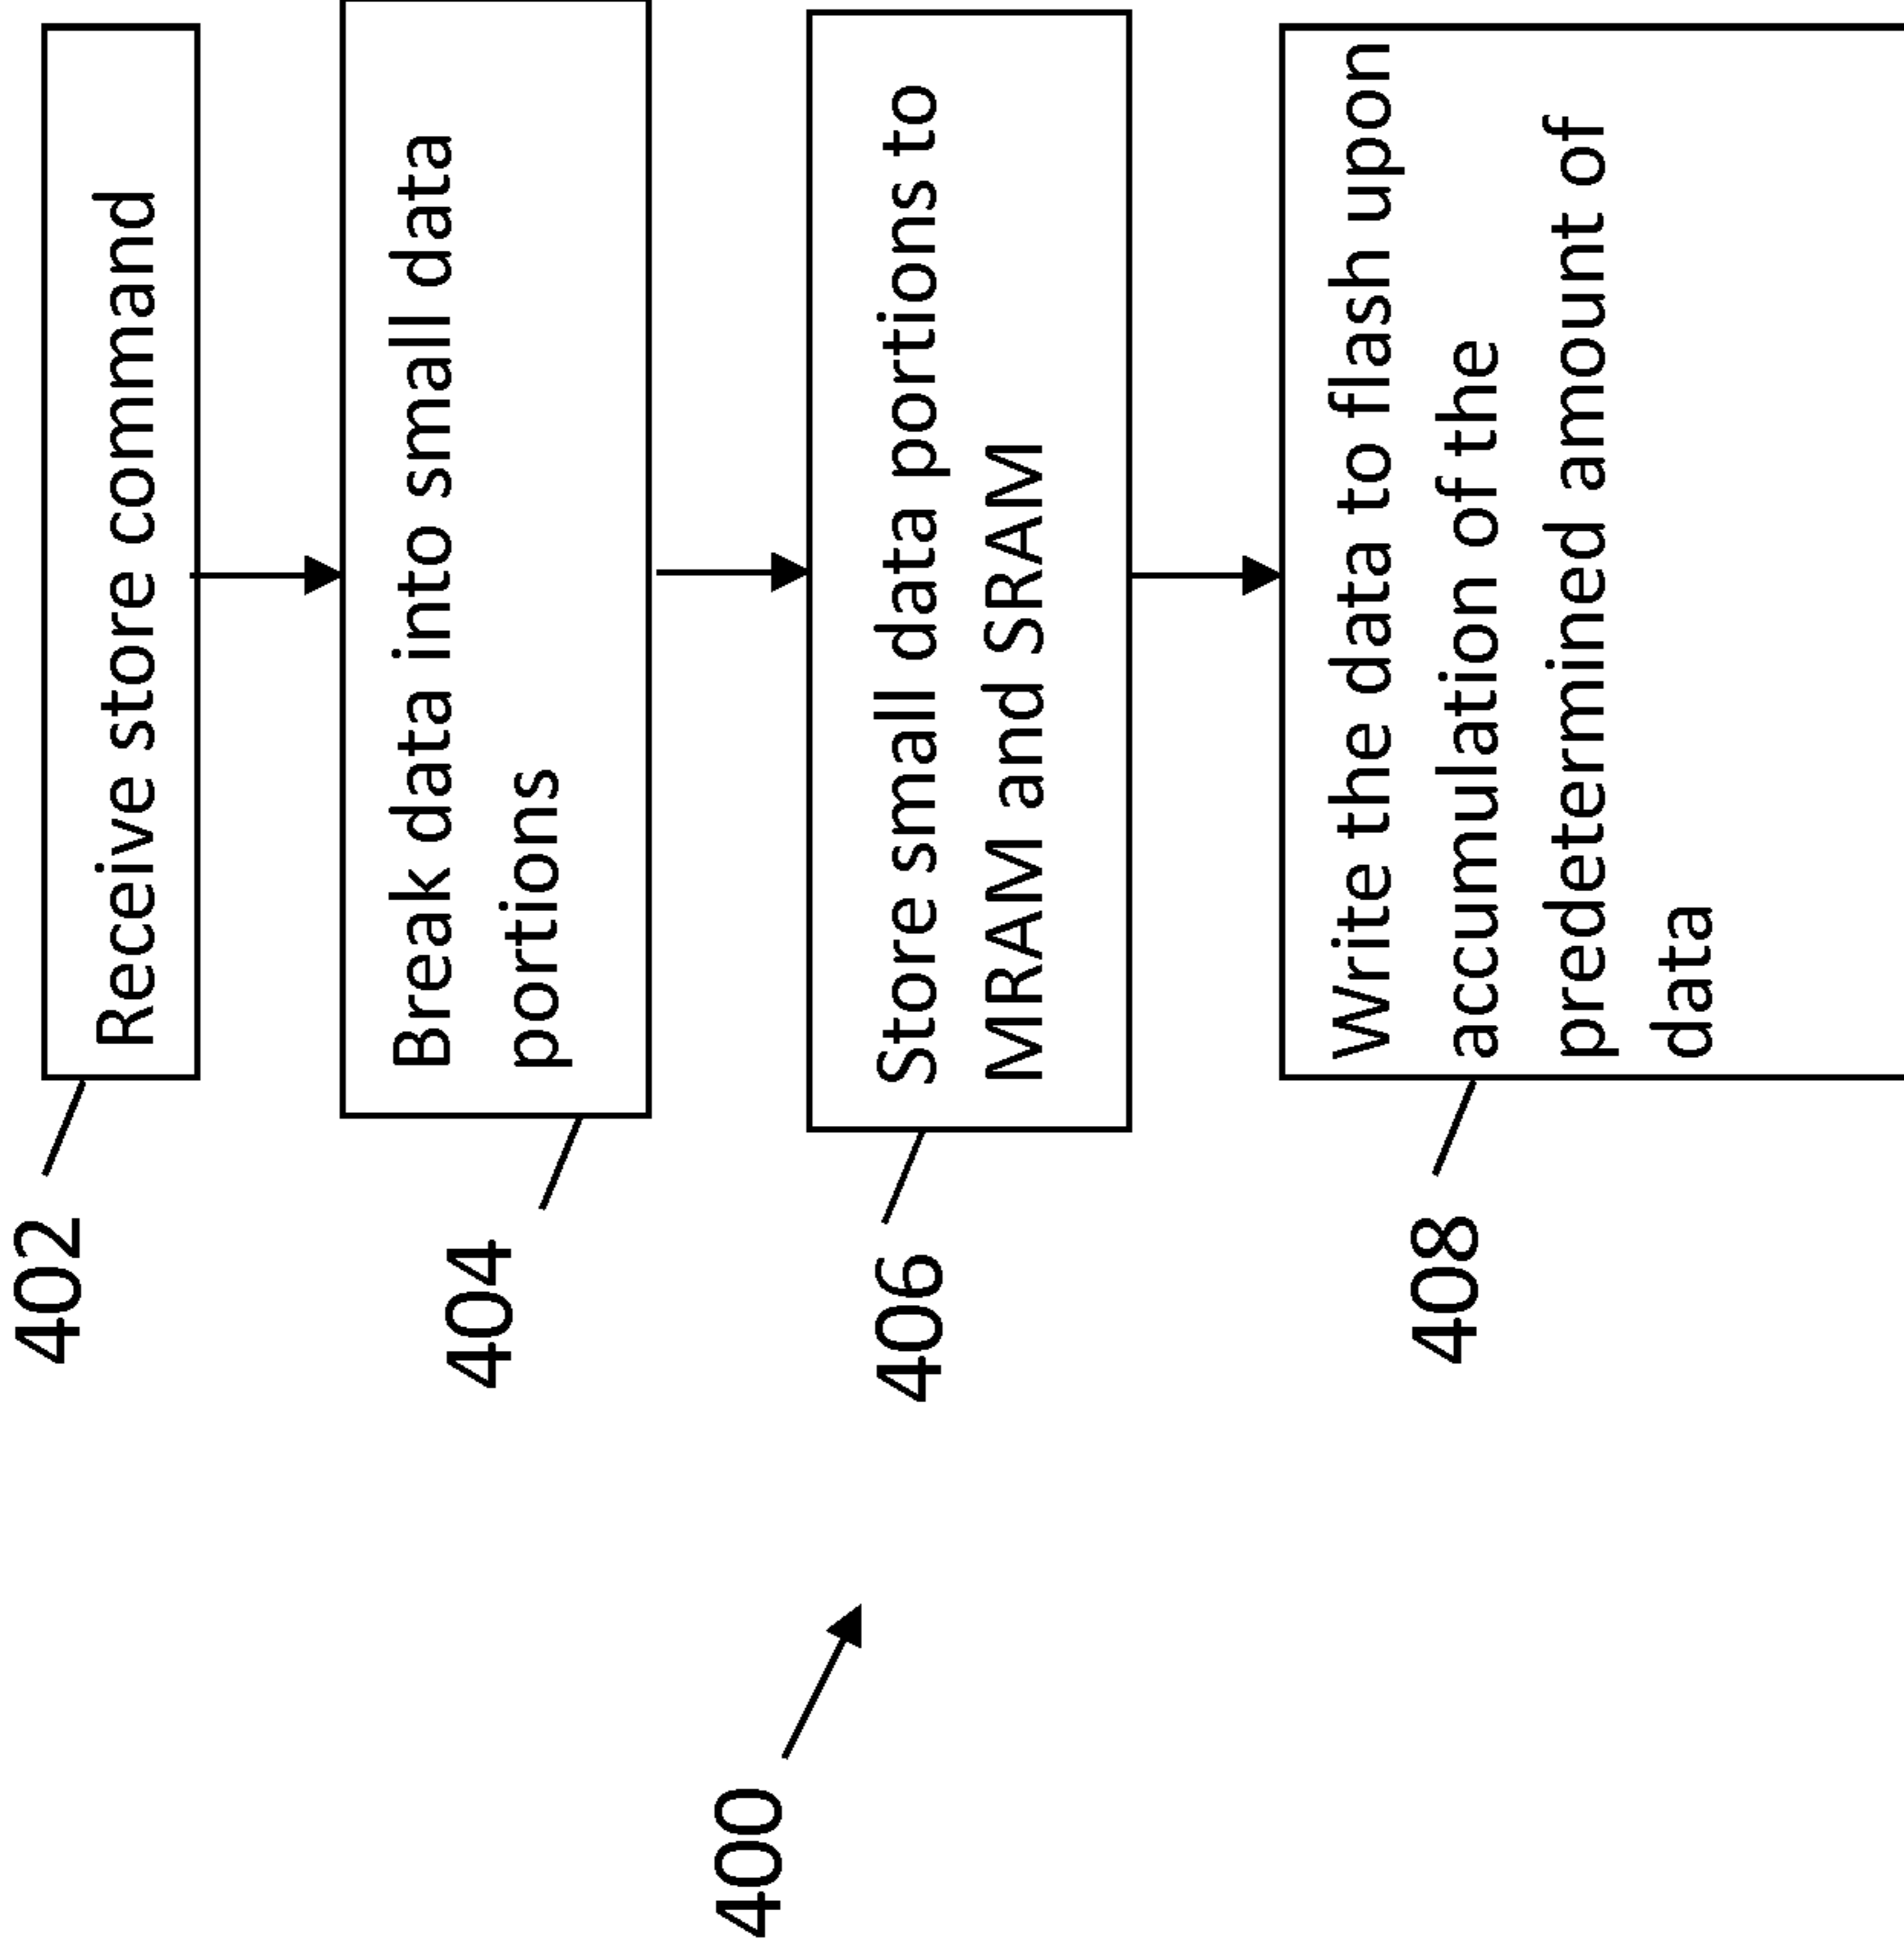 402
Receive store command
404
Break data into small data
portions
406
Store small data portions to
MRAM and SRAM
400
408
Write the data to flash upon
accumulation of the
predetermined amount of
data